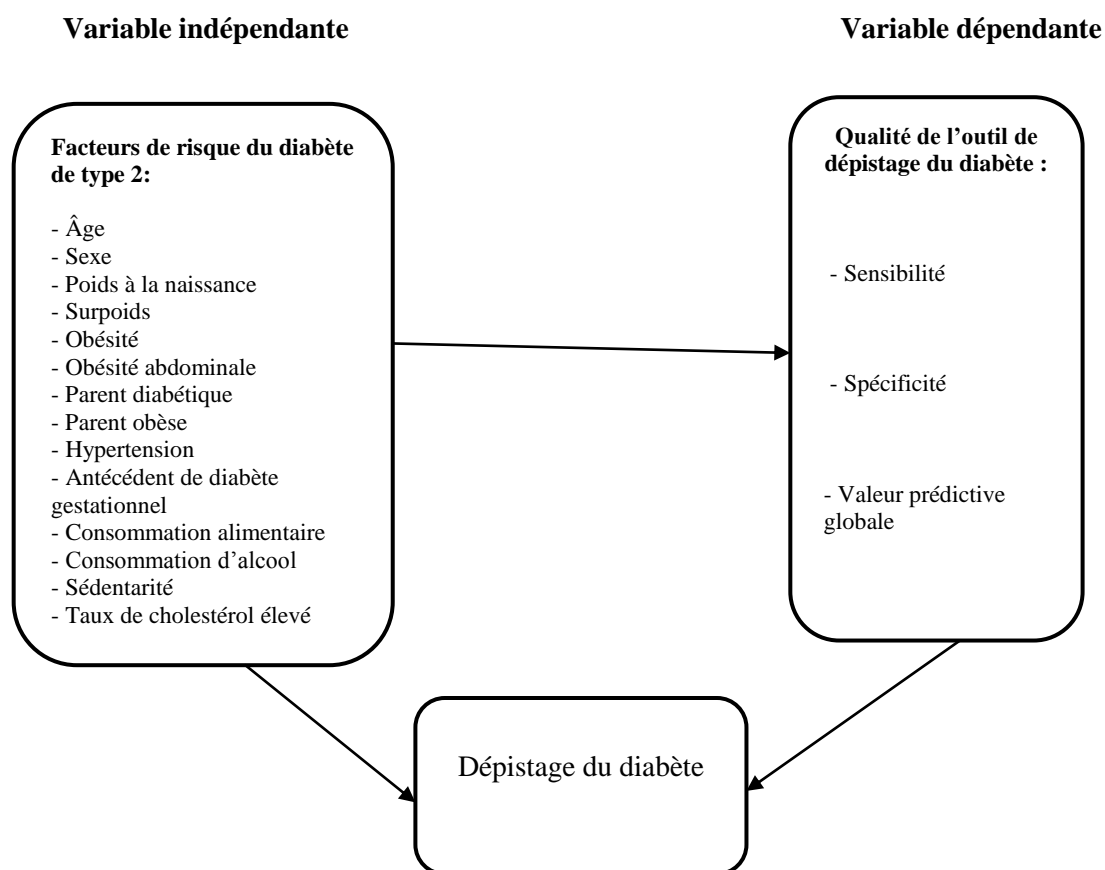 Variable indépendante
Variable dépendante
Facteurs de risque du diabète
de type 2:
- Âge
- Sexe
- Poids à la naissance
- Surpoids
- Obésité
- Obésité abdominale
- Parent diabétique
- Parent obèse
- Hypertension
- Antécédent de diabète
gestationnel
- Consommation alimentaire
- Consommation d’alcool
- Sédentarité
- Taux de cholestérol élevé
Qualité de l’outil de
dépistage du diabète :
- Sensibilité
- Spécificité
- Valeur prédictive
globale
Dépistage du diabète